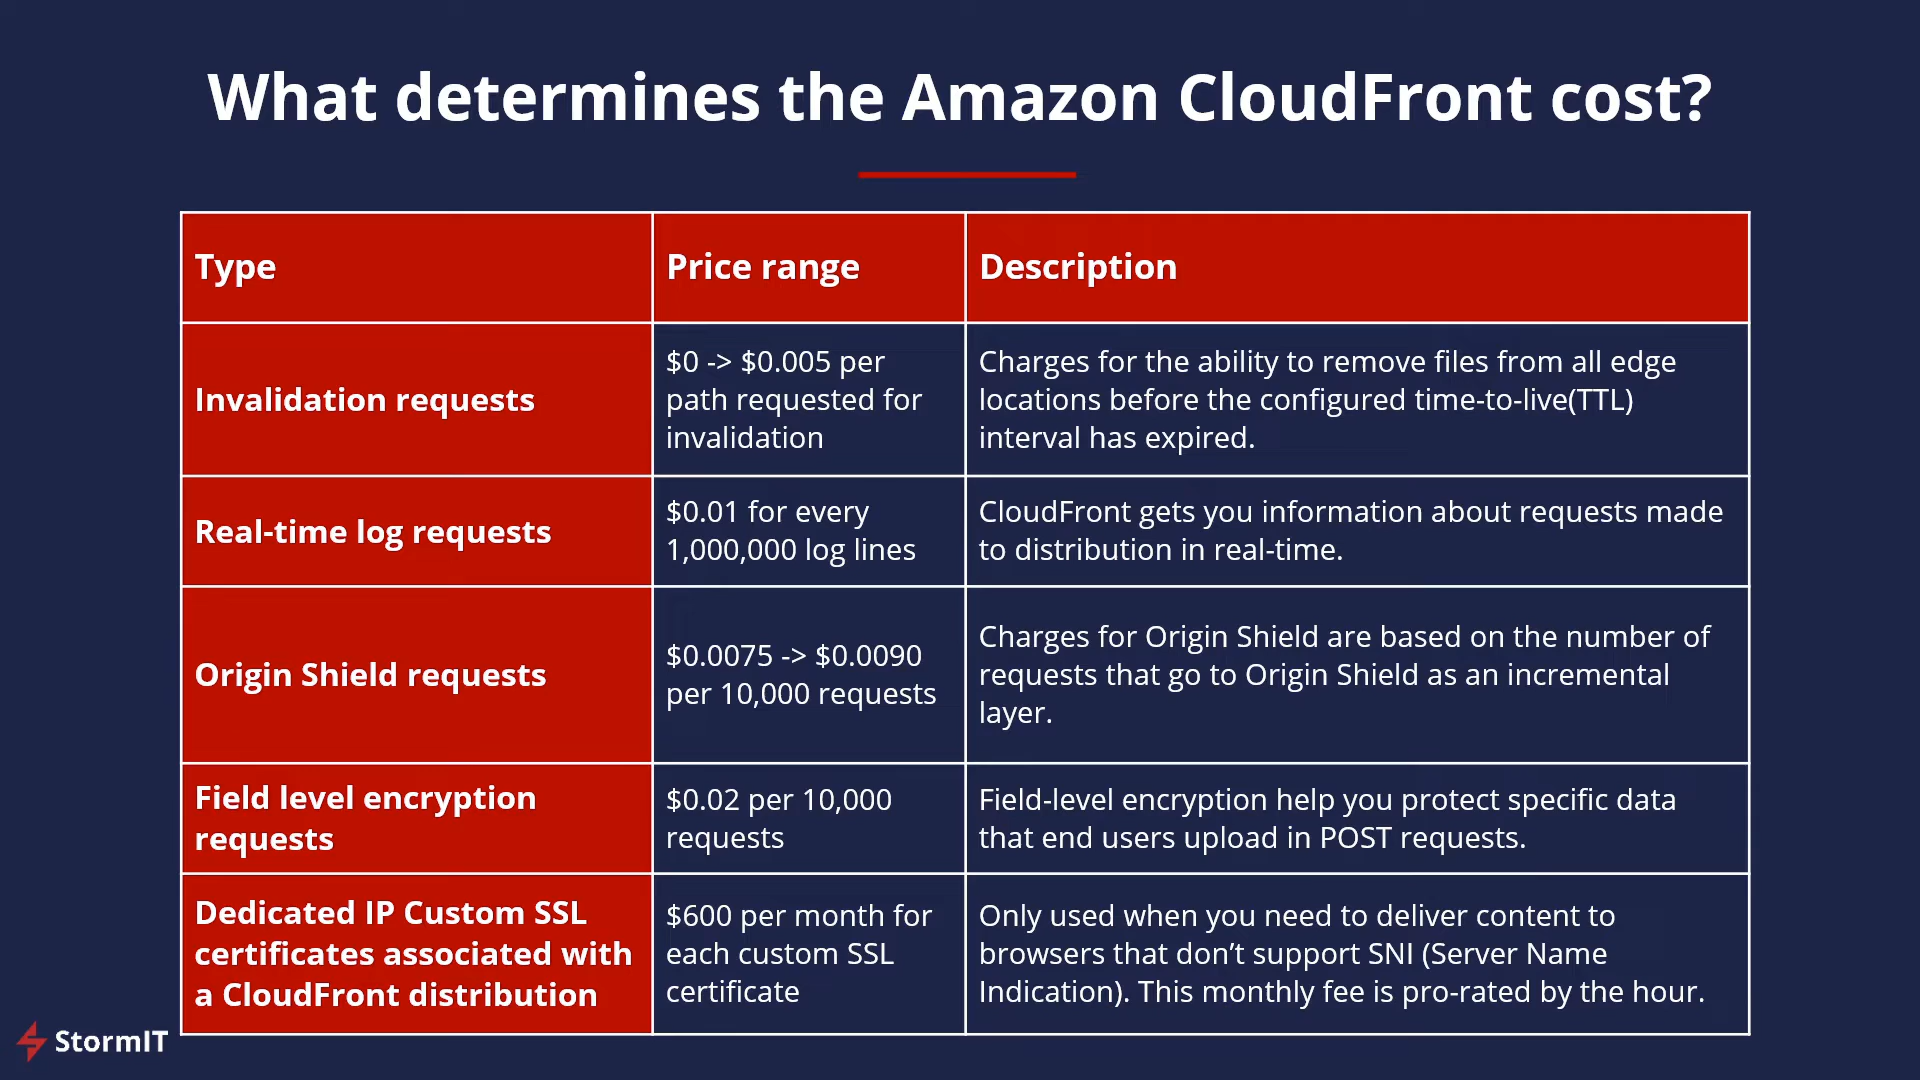 What determines the Amazon CloudFront cost?
Type
Price range
Description
Invalidation requests
$0 -> $0.005 per
path requested for
invalidation
Charges for the ability to remove files from all edge
locations before the configured time-to-live(TTL)
interval has expired.
Real-time log requests
$0.01 for every
1,000,000 log lines
CloudFront gets you information about requests made
to distribution in real-time.
Origin Shield requests
$0.0075 -> $0.0090
per 10,000 requests
Charges for Origin Shield are based on the number of
requests that go to Origin Shield as an incremental
layer.
Field level encryption
requests
$0.02 per 10,000
requests
Field-level encryption help you protect specific data
that end users upload in POST requests.
Dedicated IP Custom SSL
certificates associated with
a CloudFront distribution
$600 per month for
each custom SSL
certificate
Only used when you need to deliver content to
browsers that don’t support SNI (Server Name
Indication). This monthly fee is pro-rated by the hour.
StormIT